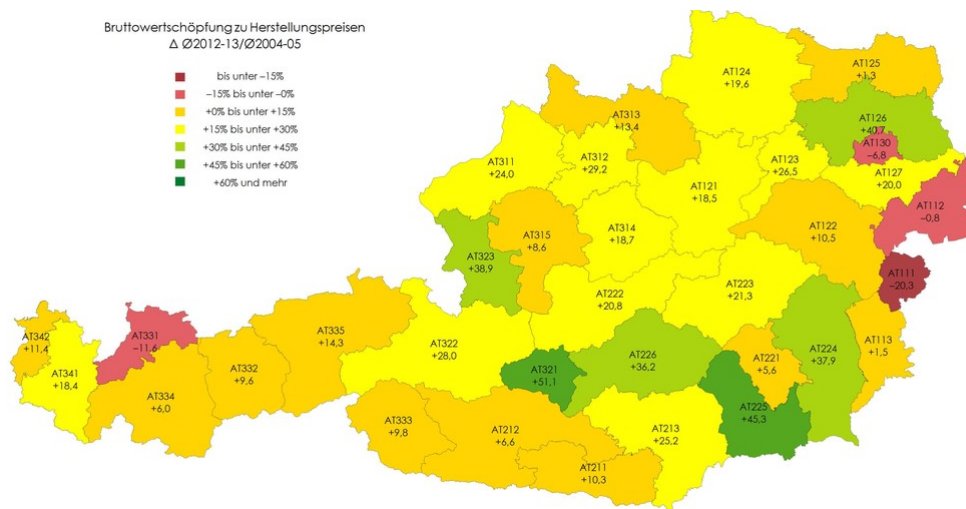 Bruttowertschöpfung zu Herstellungspreisen
Δ Ø2012-13/Ø2004-05
bis unter –15%
–15% bis unter –0%
+0% bis unter +15%
+15% bis unter +30%
+30% bis unter +45%
+45% bis unter +60%
+60% und mehr
AT124
+19,6
AT125
+1,3
AT313
+13,4
AT126
+40,7
AT130
–6,8
AT311
+24,0
AT312
+29,2
AT123
+26,5
AT127
+20,0
AT121
+18,5
AT112
–0,8
AT315
+8,6
AT314
+18,7
AT122
+10,5
AT323
+38,9
AT111
–20,3
AT222
+20,8
AT223
+21,3
AT342
+11,4
AT331
–11,6
AT335
+14,3
AT322
+28,0
AT113
+1,5
AT224
+37,9
AT221
+5,6
AT226
+36,2
AT321
+51,1
AT341
+18,4
AT332
+9,6
AT334
+6,0
AT225
+45,3
AT333
+9,8
AT212
+6,6
AT213
+25,2
AT211
+10,3